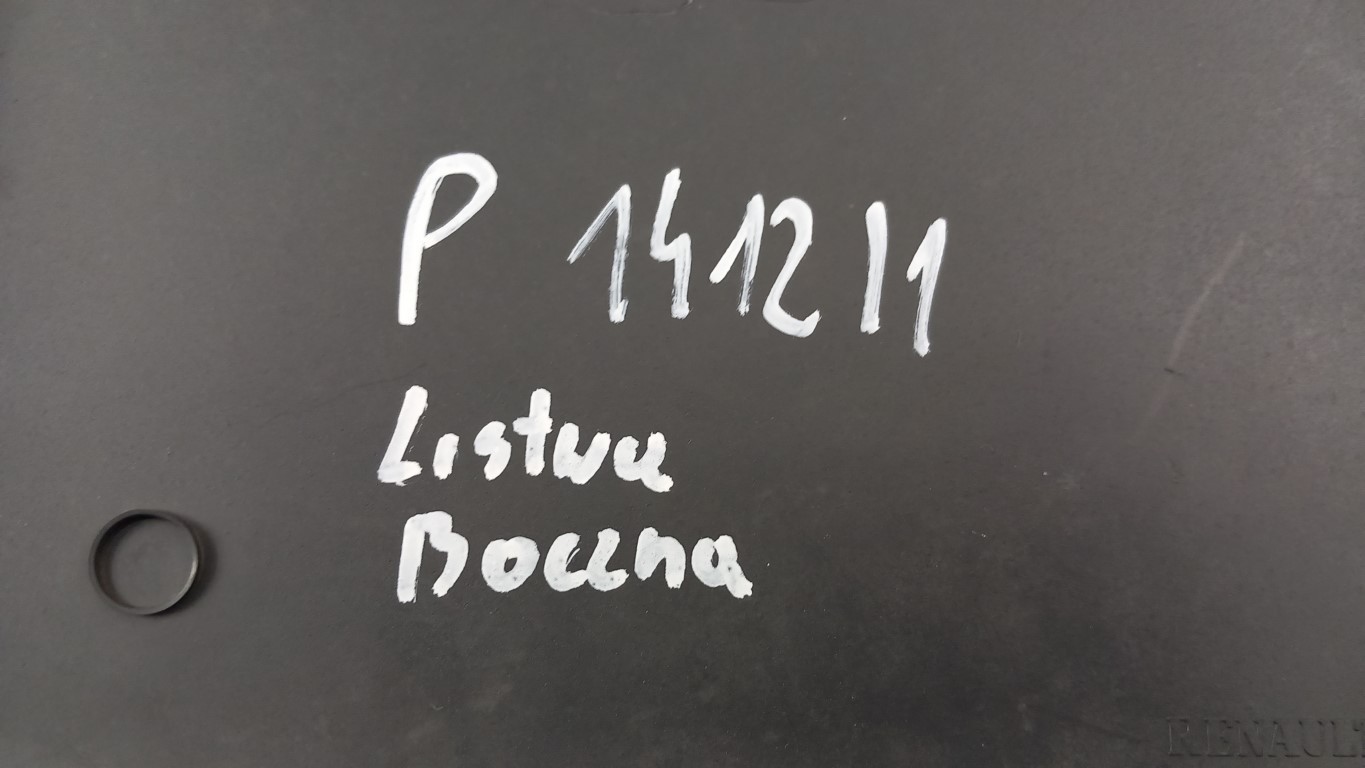 P 141211
Listwa
Boczna
RENAULT